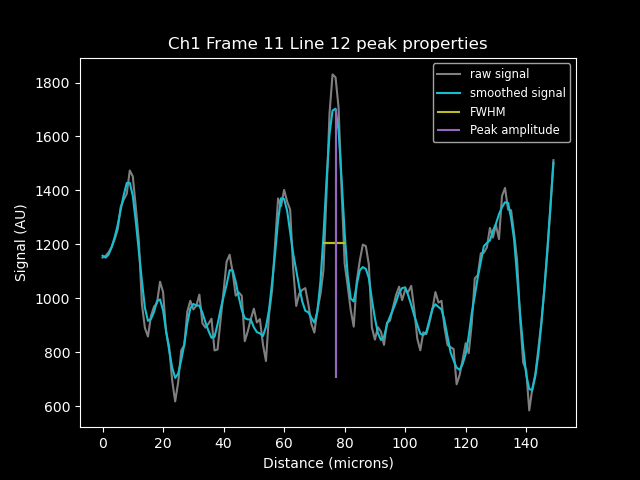 Ch1 Frame 11 Line 12 peak properties
raw signal
smoothed signal
FWHM
Peak amplitude
Signal (AU)
1800
1600
1400
1200
1000
800
600
0 20 40 60 80 100 120 140
Distance (microns)